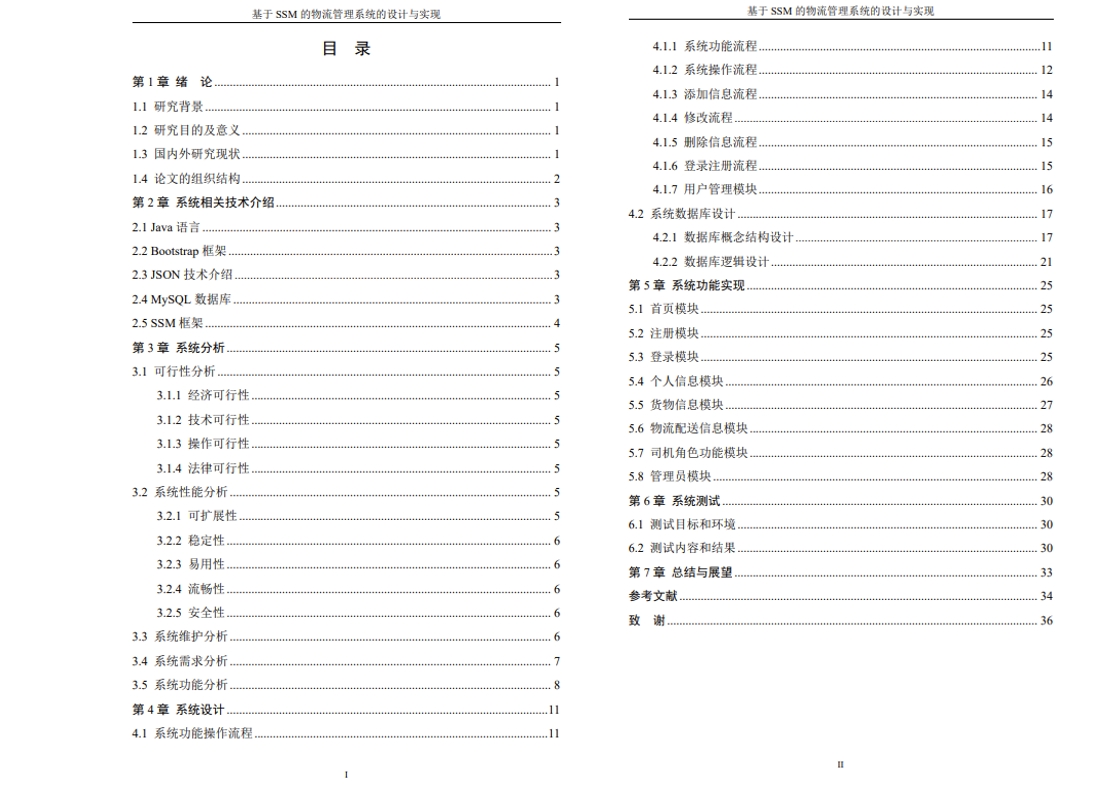 基于 SSM 的物流管理系统的设计与实现
目 录
第 1 章 绪 论 1
1.1 研究背景 1
1.2 研究目的及意义 1
1.3 国内外研究现状 1
1.4 论文的组织结构 2
第 2 章 系统相关技术介绍 3
2.1 Java 语言 3
2.2 Bootstrap 框架 3
2.3 JSON 技术介绍 3
2.4 MySQL 数据库 3
2.5 SSM 框架 4
第 3 章 系统分析 5
3.1 可行性分析 5
3.1.1 经济可行性 5
3.1.2 技术可行性 5
3.1.3 操作可行性 5
3.1.4 法律可行性 5
3.2 系统性能分析 5
3.2.1 可扩展性 5
3.2.2 稳定性 6
3.2.3 易用性 6
3.2.4 流畅性 6
3.2.5 安全性 6
3.3 系统维护分析 6
3.4 系统需求分析 7
3.5 系统功能分析 8
第 4 章 系统设计 11
4.1 系统功能操作流程 11
I
基于 SSM 的物流管理系统的设计与实现
4.1.1 系统功能流程 11
4.1.2 系统操作流程 12
4.1.3 添加信息流程 14
4.1.4 修改流程 14
4.1.5 删除信息流程 15
4.1.6 登录注册流程 15
4.1.7 用户管理模块 16
4.2 系统数据库设计 17
4.2.1 数据库概念结构设计 17
4.2.2 数据库逻辑设计 21
第 5 章 系统功能实现 25
5.1 首页模块 25
5.2 注册模块 25
5.3 登录模块 25
5.4 个人信息模块 26
5.5 货物信息模块 27
5.6 物流配送信息模块 28
5.7 司机角色功能模块 28
5.8 管理员模块 28
第 6 章 系统测试 30
6.1 测试目标和环境 30
6.2 测试内容和结果 30
第 7 章 总结与展望 33
参考文献 34
致 谢 36
II